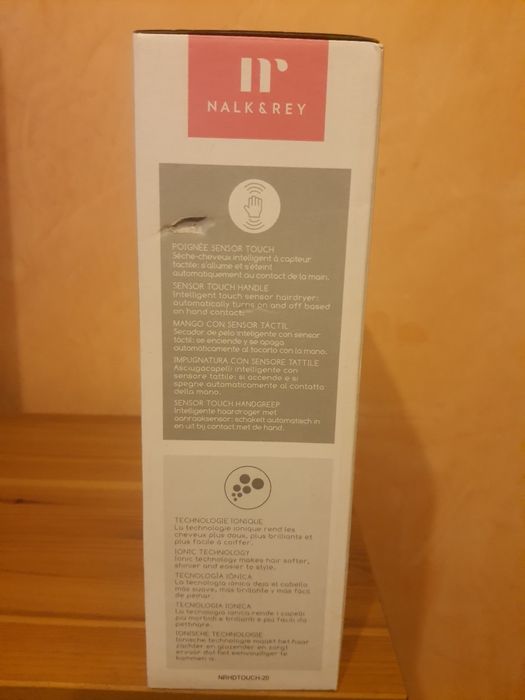 nr
NALK&REY
POIGNÉE SENSOR TOUCH
Sèche-cheveux intelligent à capteur
tactile: s'allume et s'éteint
automatiquement au contact de la main.
SENSOR TOUCH HANDLE
Intelligent touch sensor hairdryer:
automatically turns on and off based
on hand contact.
MANGO CON SENSOR TÁCTIL
Secador de pelo inteligente con sensor
táctil: se enciende y se apaga
automáticamente al tocarlo con la mano.
IMPUGNATURA CON SENSORE TATTILE
Asciugacapelli intelligente con
sensore tattile: si accende e si
spegne automaticamente al contatto
della mano.
SENSOR TOUCH HANDGREEP
Intelligente haardroger met
aanraaksensor: schakelt automatisch in
en uit bij contact met de hand.
TECHNOLOGIE IONIQUE
La technologie ionique rend les
cheveux plus doux, plus brillants et
plus facile à coiffer.
IONIC TECHNOLOGY
Ionic technology makes hair softer,
shinier and easier to style.
TECNOLOGÍA IÓNICA
La tecnología iónica deja el cabello
más suave, más brillante y más fácil
de peinar.
TECNOLOGIA IONICA
La tecnologia ionica rende i capelli
più morbidi e brillanti e più facili da
pettinare.
IONISCHE TECHNOLOGIE
Ionische technologie maakt het haar
zachter en glanzender en zorgt
ervoor dat het eenvoudiger te
kammen is.
NRHDTOUCH-20